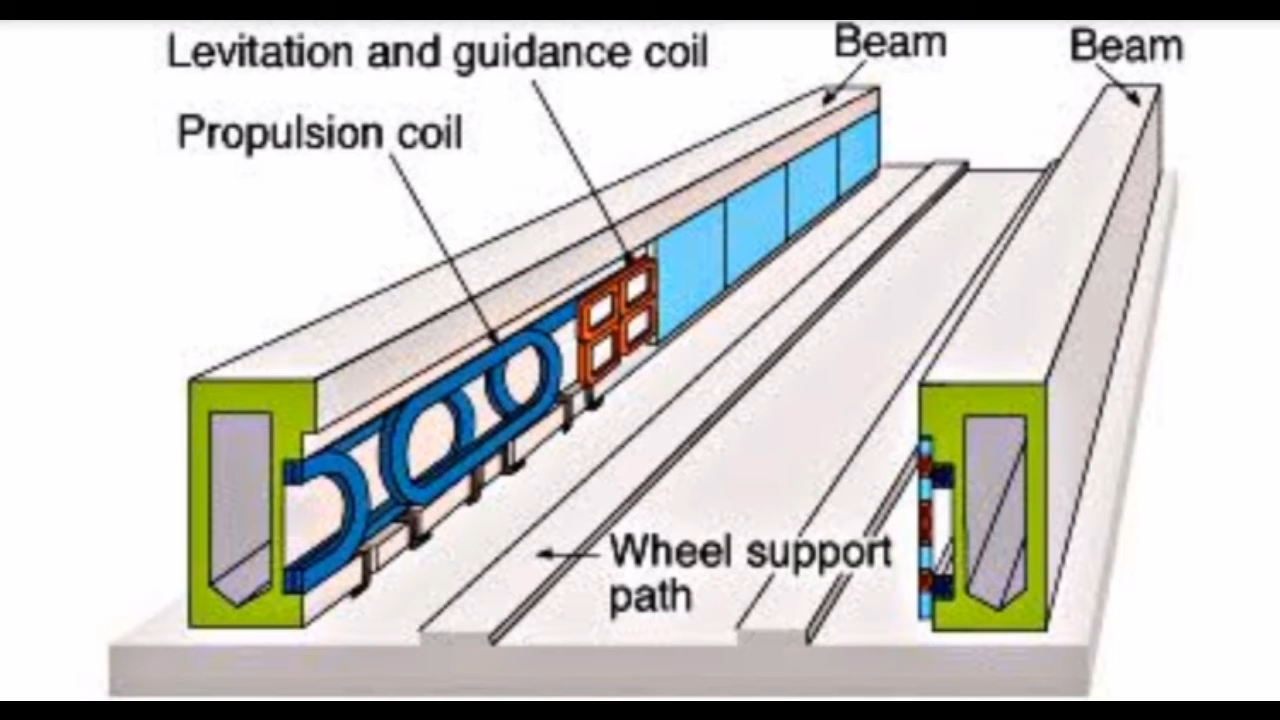 Levitation and guidance coil
Beam
Beam
Propulsion coil
Wheel support
path